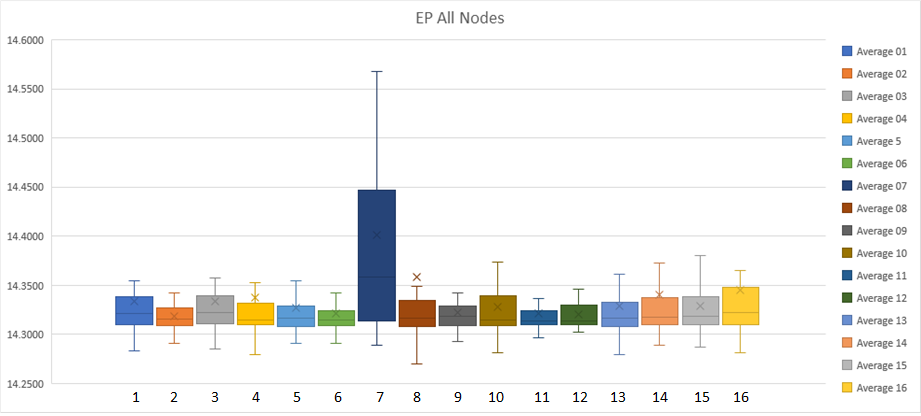 EP All Nodes
14.6000
14.5500
14.5000
14.4500
14.4000
14.3500
14.3000
14.2500
1 2 3 4 5 6 7 8 9 10 11 12 13 14 15 16
Average 01
Average 02
Average 03
Average 04
Average 5
Average 06
Average 07
Average 08
Average 09
Average 10
Average 11
Average 12
Average 13
Average 14
Average 15
Average 16